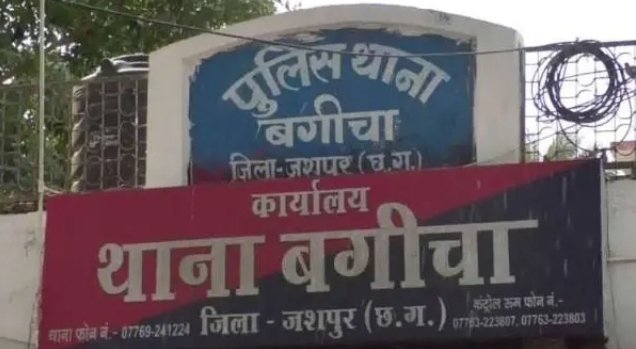 पुलिस थाना
बगीचा
जिला-जशपुर (छ.ग.)
कार्यालय
थाना बगीचा
थाना फोन नं.- 07769-241224
जिला - जशपुर (छ.ग.)
कंट्रोल रूम फोन नं.-
07763-223807, 07763-223803